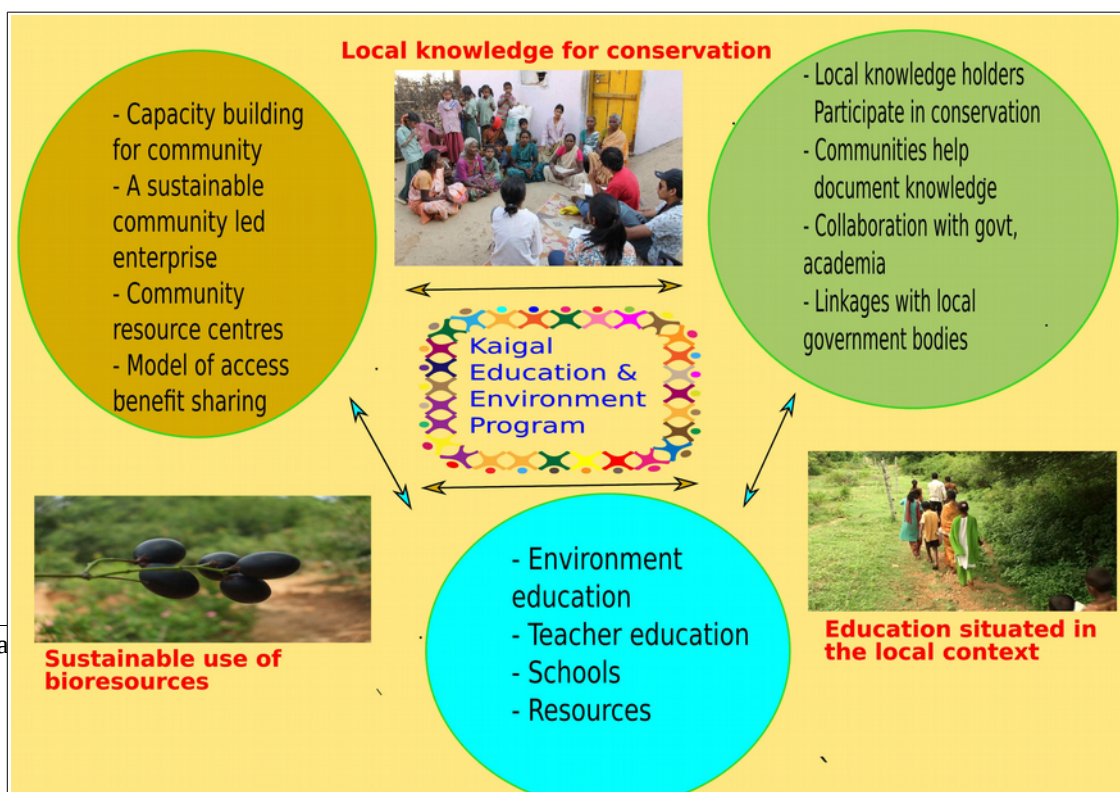 Local knowledge for conservation
- Capacity building
for community
- A sustainable
community led
enterprise
- Community
resource centres
- Model of access
benefit sharing
- Local knowledge holders
Participate in conservation
- Communities help
document knowledge
- Collaboration with govt,
academia
- Linkages with local
government bodies
Kaigal
Education &
Environment
Program
- Environment
education
- Teacher education
- Schools
- Resources
Sustainable use of
bioresources
Education situated in
the local context